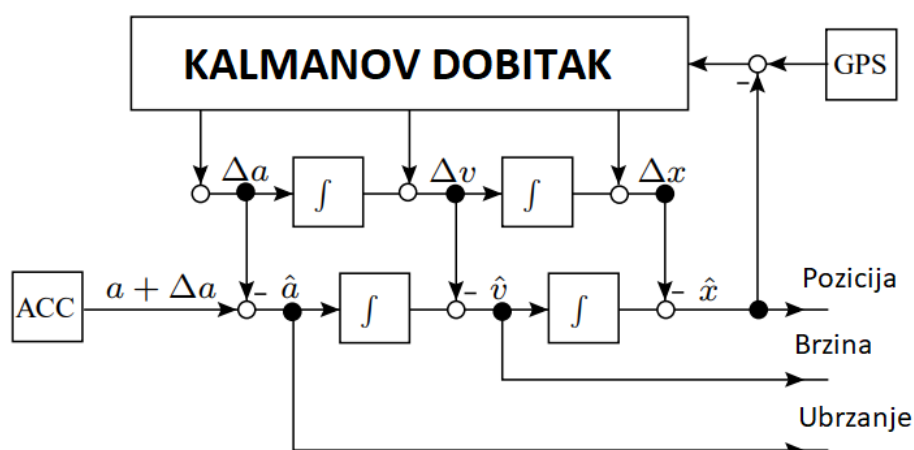 KALMANOV DOBITAK
GPS
-
Δa
∫
Δv
∫
Δx
ACC
a + Δa
-
â
∫
-
v̂
∫
-
x̂
Pozicija
Brzina
Ubrzanje